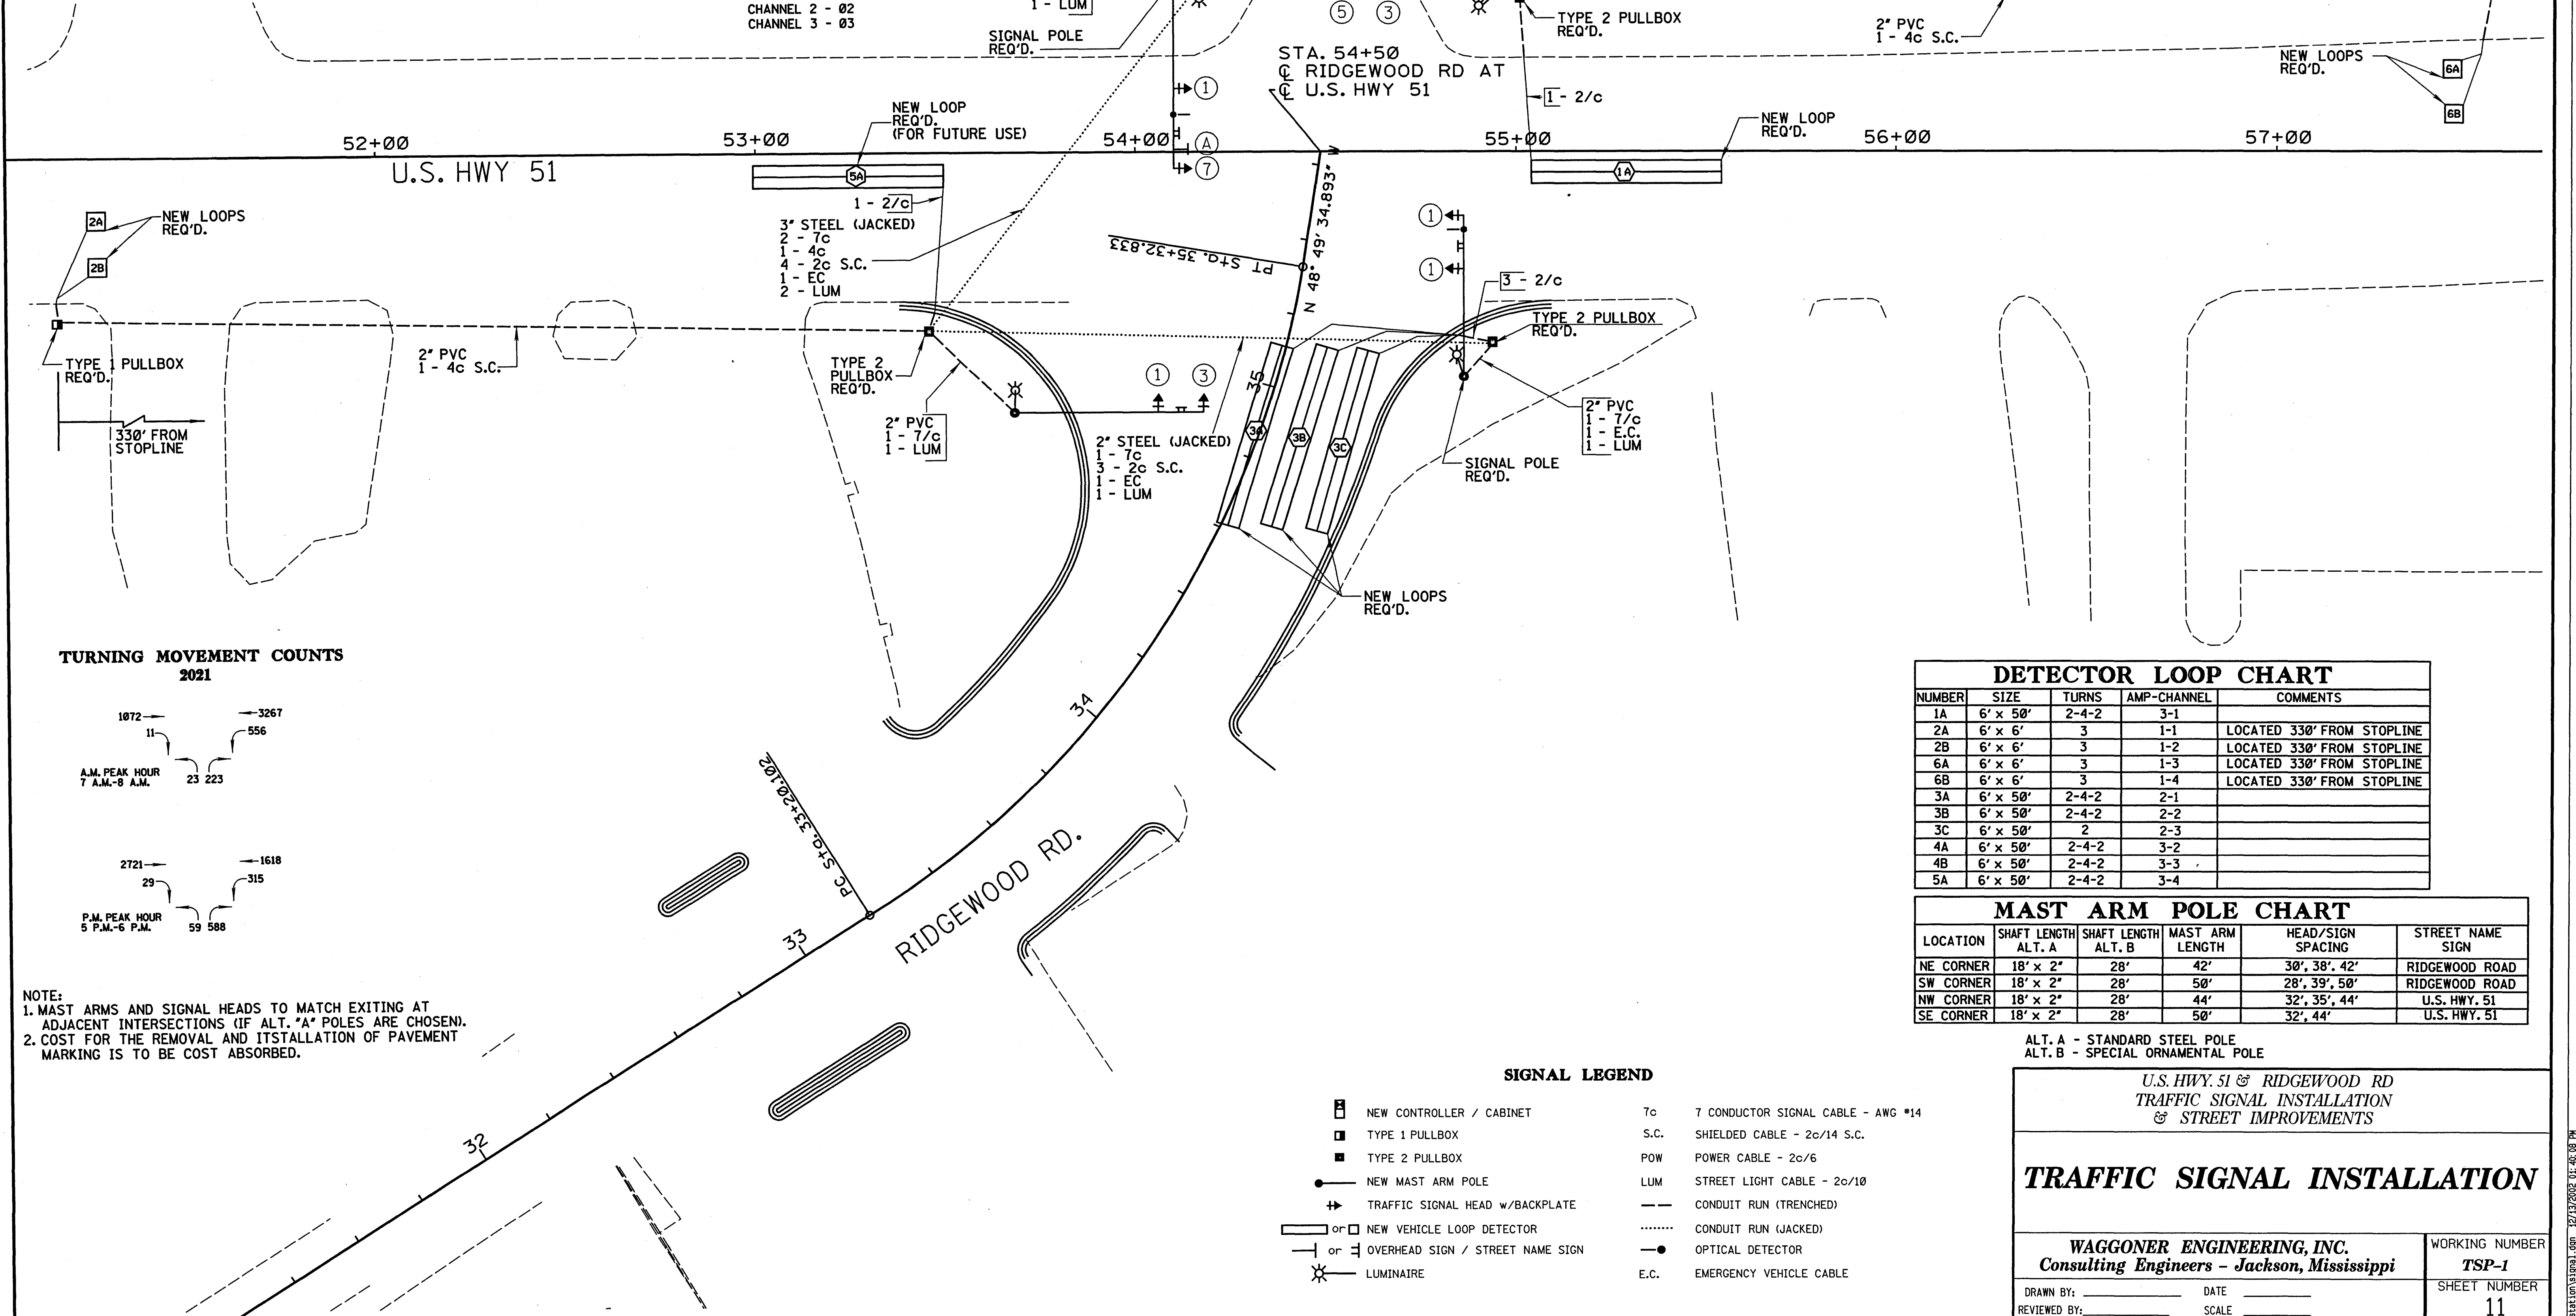 CHANNEL 2 - Ø2
CHANNEL 3 - Ø3
1 - LUM
SIGNAL POLE
REQ'D.
5 3
TYPE 2 PULLBOX
REQ'D.
2" PVC
1 - 4c S.C.
NEW LOOPS
REQ'D.
6A
6B
STA. 54+50
℄ RIDGEWOOD RD AT
℄ U.S. HWY 51
1
1 - 2/c
NEW LOOP
REQ'D.
(FOR FUTURE USE)
NEW LOOP
REQ'D.
52+00
53+00
54+00
55+00
56+00
57+00
A
7
U.S. HWY 51
5A
1A
1 - 2/c
2A
2B
NEW LOOPS
REQ'D.
3" STEEL (JACKED)
2 - 7c
1 - 4c
4 - 2c S.C.
1 - EC
2 - LUM
PT Sta. 35+32.833
N 48° 49' 34.893"
1
1
3 - 2/c
TYPE 2 PULLBOX
REQ'D.
TYPE 1 PULLBOX
REQ'D.
2" PVC
1 - 4c S.C.
TYPE 2
PULLBOX
REQ'D.
1 3
35
330' FROM
STOPLINE
2" PVC
1 - 7/c
1 - LUM
2" STEEL (JACKED)
1 - 7c
3 - 2c S.C.
1 - EC
1 - LUM
3A
3B
3C
2" PVC
1 - 7/c
1 - E.C.
1 - LUM
SIGNAL POLE
REQ'D.
NEW LOOPS
REQ'D.
34
PC Sta. 33+20.102
33
RIDGEWOOD RD.
32
TURNING MOVEMENT COUNTS
2021
1072 3267
11 556
A.M. PEAK HOUR
7 A.M.-8 A.M.
23 223
2721 1618
29 315
P.M. PEAK HOUR
5 P.M.-6 P.M.
59 588
NOTE:
1. MAST ARMS AND SIGNAL HEADS TO MATCH EXITING AT
ADJACENT INTERSECTIONS (IF ALT. "A" POLES ARE CHOSEN).
2. COST FOR THE REMOVAL AND ITSTALLATION OF PAVEMENT
MARKING IS TO BE COST ABSORBED.
DETECTOR LOOP CHART
NUMBER SIZE TURNS AMP-CHANNEL COMMENTS
1A 6' x 50' 2-4-2 3-1
2A 6' x 6' 3 1-1 LOCATED 330' FROM STOPLINE
2B 6' x 6' 3 1-2 LOCATED 330' FROM STOPLINE
6A 6' x 6' 3 1-3 LOCATED 330' FROM STOPLINE
6B 6' x 6' 3 1-4 LOCATED 330' FROM STOPLINE
3A 6' x 50' 2-4-2 2-1
3B 6' x 50' 2-4-2 2-2
3C 6' x 50' 2 2-3
4A 6' x 50' 2-4-2 3-2
4B 6' x 50' 2-4-2 3-3
5A 6' x 50' 2-4-2 3-4
MAST ARM POLE CHART
LOCATION SHAFT LENGTH ALT. A SHAFT LENGTH ALT. B MAST ARM LENGTH HEAD/SIGN SPACING STREET NAME SIGN
NE CORNER 18' x 2" 28' 42' 30', 38'. 42' RIDGEWOOD ROAD
SW CORNER 18' x 2" 28' 50' 28', 39', 50' RIDGEWOOD ROAD
NW CORNER 18' x 2" 28' 44' 32', 35', 44' U.S. HWY. 51
SE CORNER 18' x 2" 28' 50' 32', 44' U.S. HWY. 51
ALT. A - STANDARD STEEL POLE
ALT. B - SPECIAL ORNAMENTAL POLE
SIGNAL LEGEND
NEW CONTROLLER / CABINET
TYPE 1 PULLBOX
TYPE 2 PULLBOX
NEW MAST ARM POLE
TRAFFIC SIGNAL HEAD w/BACKPLATE
or NEW VEHICLE LOOP DETECTOR
or OVERHEAD SIGN / STREET NAME SIGN
LUMINAIRE
7c 7 CONDUCTOR SIGNAL CABLE - AWG #14
S.C. SHIELDED CABLE - 2c/14 S.C.
POW POWER CABLE - 2c/6
LUM STREET LIGHT CABLE - 2c/10
CONDUIT RUN (TRENCHED)
CONDUIT RUN (JACKED)
OPTICAL DETECTOR
E.C. EMERGENCY VEHICLE CABLE
U.S. HWY. 51 & RIDGEWOOD RD
TRAFFIC SIGNAL INSTALLATION
& STREET IMPROVEMENTS
TRAFFIC SIGNAL INSTALLATION
WAGGONER ENGINEERING, INC.
Consulting Engineers - Jackson, Mississippi
WORKING NUMBER
TSP-1
SHEET NUMBER
11
DRAWN BY: DATE
REVIEWED BY: SCALE
signal.dgn 12/13/2002 01:40:08 PM